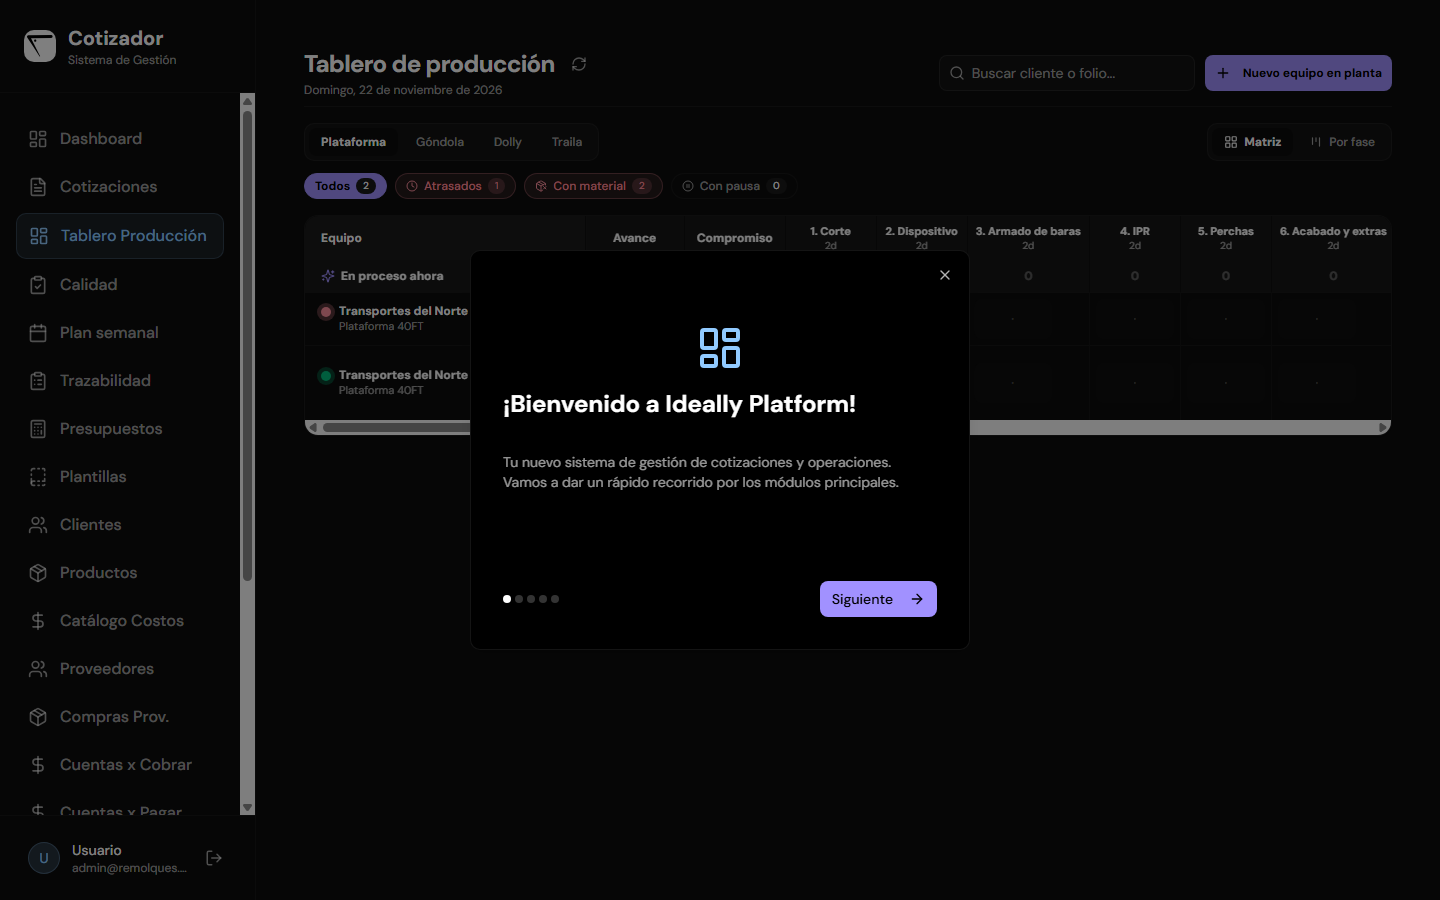 Cotizador
Sistema de Gestión
Dashboard
Cotizaciones
Tablero Producción
Calidad
Plan semanal
Trazabilidad
Presupuestos
Plantillas
Clientes
Productos
Catálogo Costos
Proveedores
Compras Prov.
Cuentas x Cobrar
Cuentas x Pagar
U
Usuario
admin@remolques....
Tablero de producción
Domingo, 22 de noviembre de 2026
Buscar cliente o folio...
Nuevo equipo en planta
Plataforma Góndola Dolly Traila
Matriz Por fase
Todos 2 Atrasados 1 Con material 2 Con pausa 0
Equipo Avance Compromiso 1. Corte 2. Dispositivo 3. Armado de baras 4. IPR 5. Perchas 6. Acabado y extras
2d 2d 2d 2d 2d 2d
En proceso ahora 0 0 0 0
Transportes del Norte
Plataforma 40FT
Transportes del Norte
Plataforma 40FT
¡Bienvenido a Ideally Platform!
Tu nuevo sistema de gestión de cotizaciones y operaciones.
Vamos a dar un rápido recorrido por los módulos principales.
Siguiente